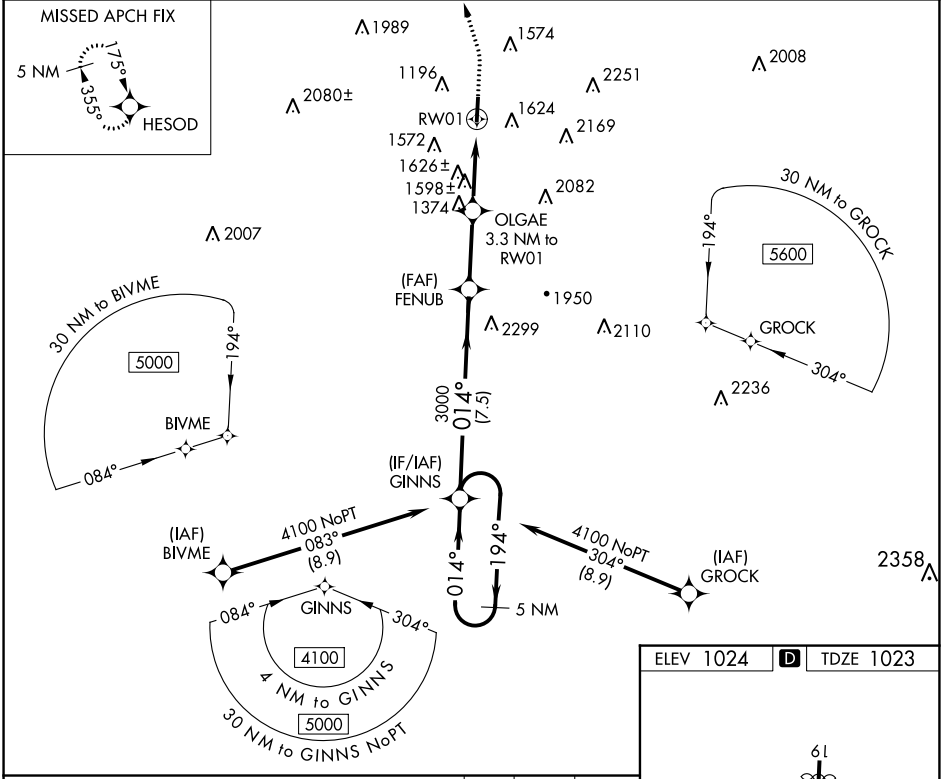 MISSED APCH FIX
5 NM
175°
355°
HESOD
1989
1574
2008
1196
2251
2080±
RW01
1624
2169
1572
1626±
1598±
1374
2082
OLGAE
3.3 NM to
RW01
2007
30 NM to GROCK
194°
5600
GROCK
304°
(FAF)
FENUB
1950
2299
2110
2236
30 NM to BIVME
194°
5000
BIVME
084°
3000
014°
(7.5)
(IF/IAF)
GINNS
4100 NoPT
083°
(8.9)
(IAF)
BIVME
014°
194°
5 NM
4100 NoPT
304°
(8.9)
(IAF)
GROCK
2358
084°
GINNS
304°
4100
4 NM to GINNS
5000
30 NM to GINNS NoPT
ELEV 1024
D
TDZE 1023
19